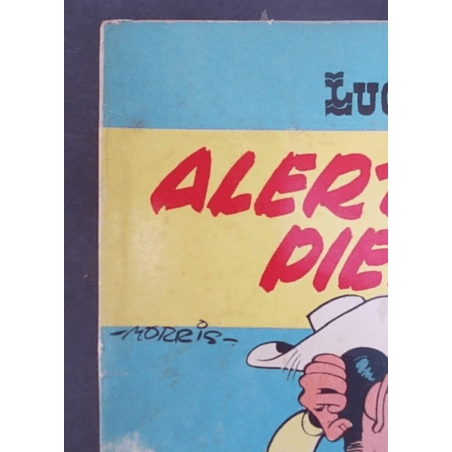 LUC
ALERT
PIE
-MORRIS-